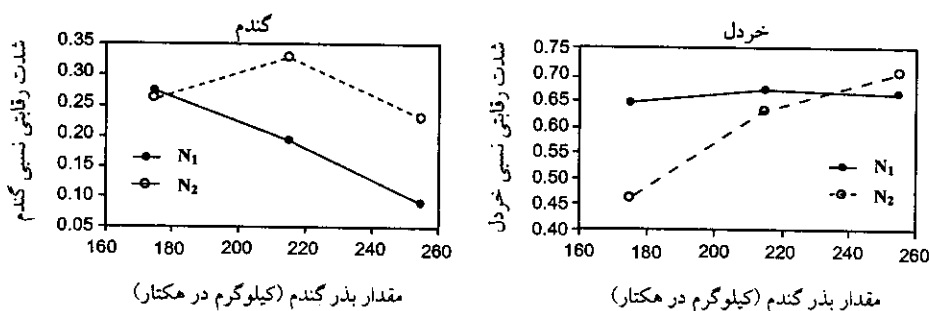 گندم
شدت رقابتی نسبی گندم
0.35
0.30
0.25
0.20
0.15
0.10
0.05
N₁
N₂
160 180 200 220 240 260
مقدار بذر گندم (کیلوگرم در هکتار)
خردل
شدت رقابتی نسبی خردل
0.75
0.70
0.65
0.60
0.55
0.50
0.45
0.40
N₁
N₂
160 180 200 220 240 260
مقدار بذر گندم (کیلوگرم در هکتار)